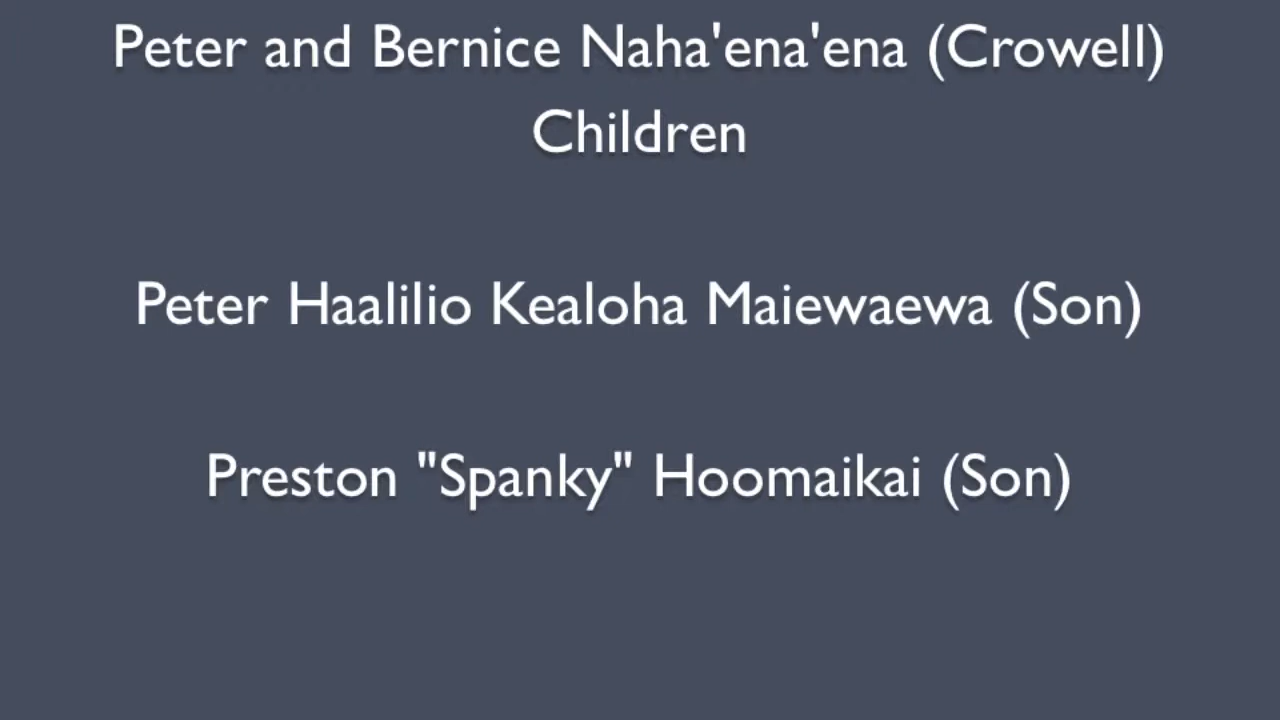 Peter and Bernice Naha'ena'ena (Crowell)
Children
Peter Haalilio Kealoha Maiewaewa (Son)
Preston "Spanky" Hoomaikai (Son)